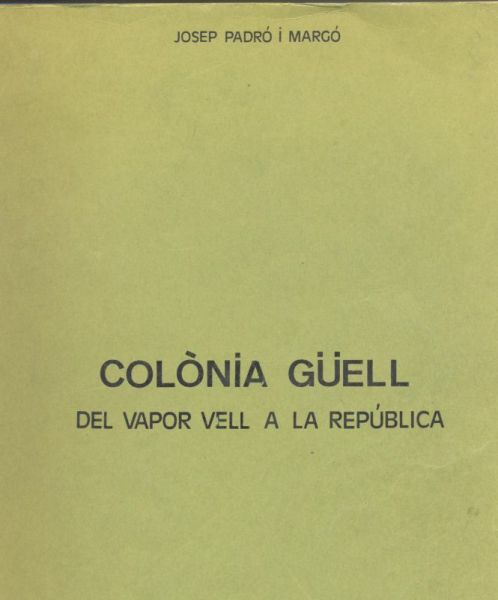 JOSEP PADRÓ i MARGÓ
COLÒNiA GÜELL
DEL VAPOR VELL A LA REPÚBLICA